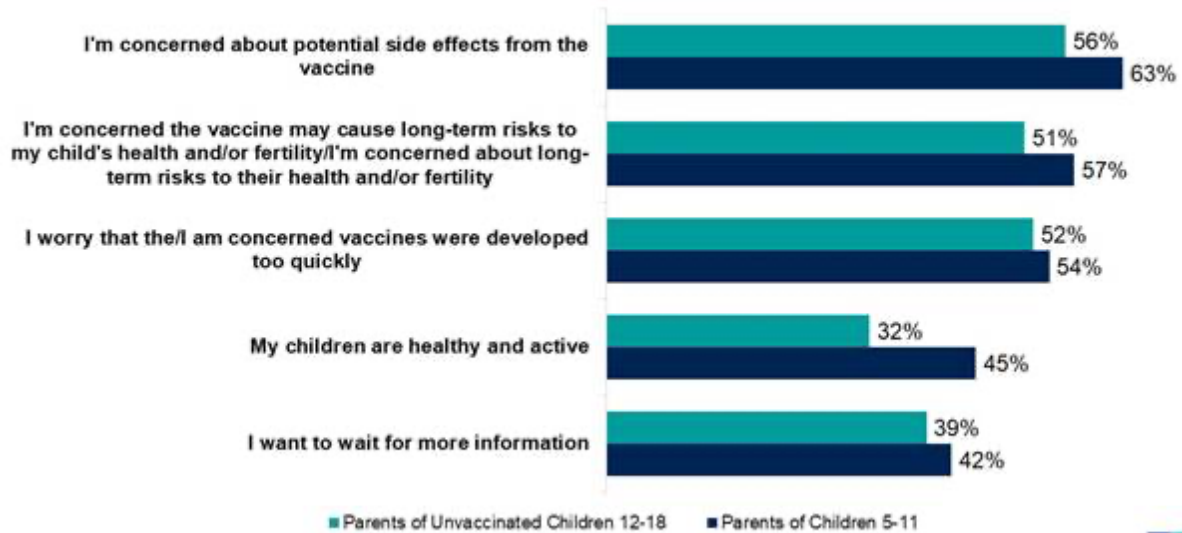 I'm concerned about potential side effects from the
vaccine
56%
63%
I'm concerned the vaccine may cause long-term risks to
my child's health and/or fertility/I'm concerned about long-
term risks to their health and/or fertility
51%
57%
I worry that the/I am concerned vaccines were developed
too quickly
52%
54%
My children are healthy and active
32%
45%
I want to wait for more information
39%
42%
Parents of Unvaccinated Children 12-18
Parents of Children 5-11